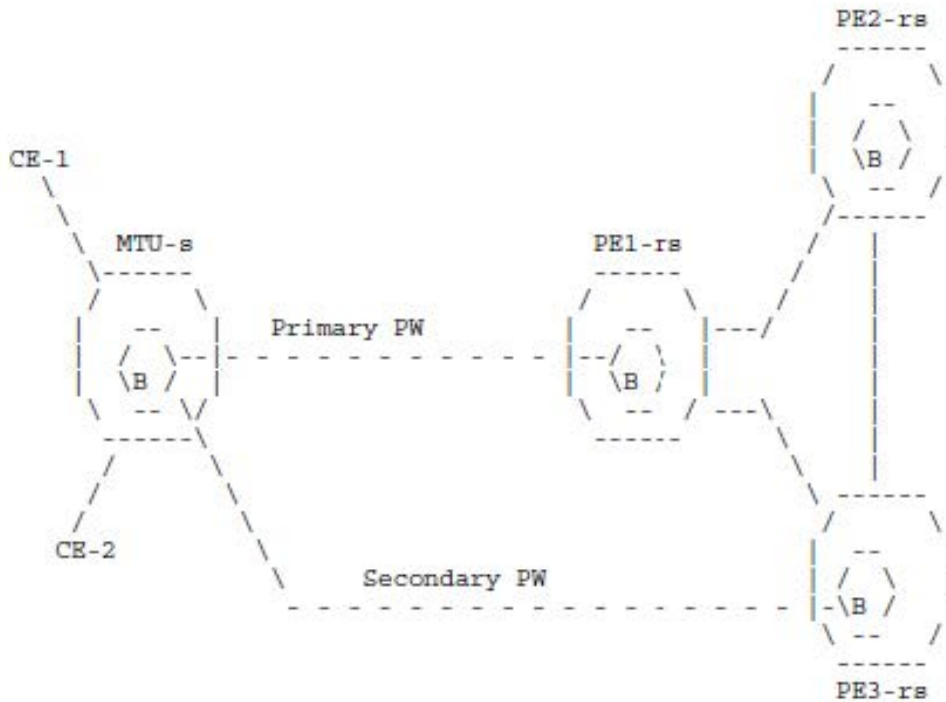 PE2-rs
B
CE-1
MTU-s
PE1-rs
Primary PW
B
B
CE-2
Secondary PW
B
PE3-rs